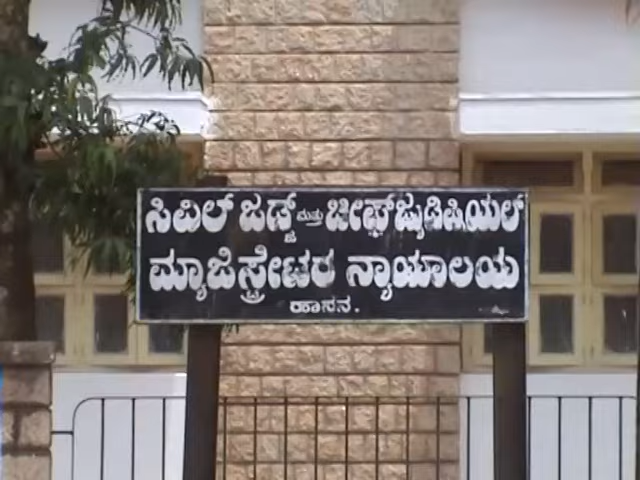 ಸಿವಿಲ್ ಜಡ್ಜ್ ಮತ್ತು ಚೀಫ್ ಜುಡಿಷಿಯಲ್
ಮ್ಯಾಜಿಸ್ಟ್ರೇಟರ ನ್ಯಾಯಾಲಯ
ಹಾಸನ.